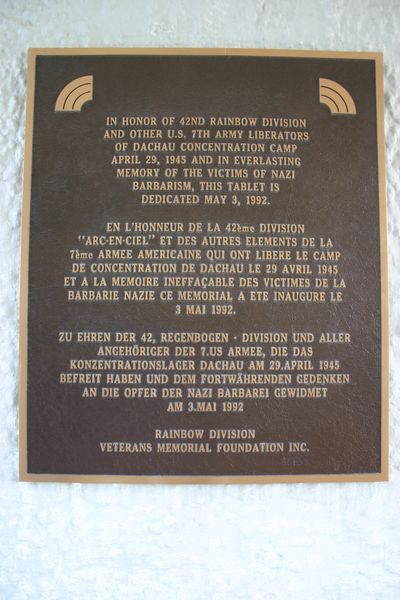 IN HONOR OF 42ND RAINBOW DIVISION
AND OTHER U.S. 7TH ARMY LIBERATORS
OF DACHAU CONCENTRATION CAMP
APRIL 29, 1945 AND IN EVERLASTING
MEMORY OF THE VICTIMS OF NAZI
BARBARISM, THIS TABLET IS
DEDICATED MAY 3, 1992.
EN L'HONNEUR DE LA 42ème DIVISION
"ARC-EN-CIEL" ET DES AUTRES ELEMENTS DE LA
7ème ARMEE AMERICAINE QUI ONT LIBERE LE CAMP
DE CONCENTRATION DE DACHAU LE 29 AVRIL 1945
ET A LA MEMOIRE INEFFAÇABLE DES VICTIMES DE LA
BARBARIE NAZIE CE MEMORIAL A ETE INAUGURE LE
3 MAI 1992.
ZU EHREN DER 42, REGENBOGEN - DIVISION UND ALLER
ANGEHÖRIGER DER 7.US ARMEE, DIE DAS
KONZENTRATIONSLAGER DACHAU AM 29.APRIL 1945
BEFREIT HABEN UND DEM FORTWÄHRENDEN GEDENKEN
AN DIE OPFER DER NAZI BARBAREI GEWIDMET
AM 3.MAI 1992
RAINBOW DIVISION
VETERANS MEMORIAL FOUNDATION INC.